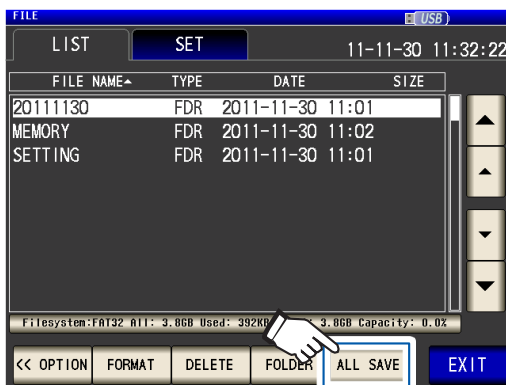 FILE USB
LIST SET 11-11-30 11:32:22
FILE NAME TYPE DATE SIZE
20111130 FDR 2011-11-30 11:01
MEMORY FDR 2011-11-30 11:02
SETTING FDR 2011-11-30 11:01
Filesystem:FAT32 All: 3.8GB Used: 392KB 3.8GB Capacity: 0.0%
<< OPTION FORMAT DELETE FOLDER ALL SAVE EXIT